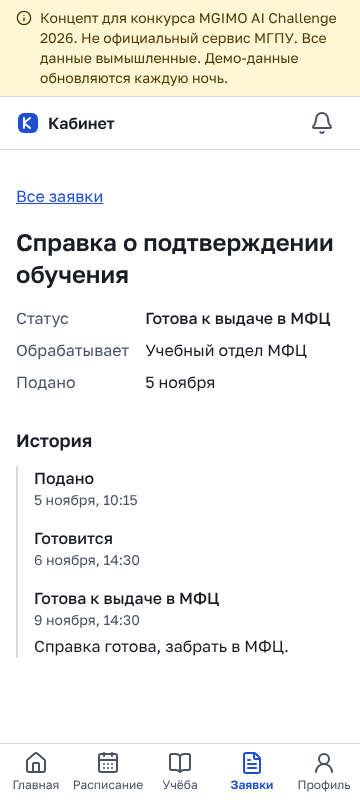 Концепт для конкурса MGIMO AI Challenge
2026. Не официальный сервис МГПУ. Все
данные вымышленные. Демо-данные
обновляются каждую ночь.
Кабинет
Все заявки
Справка о подтверждении
обучения
Статус Готова к выдаче в МФЦ
Обрабатывает Учебный отдел МФЦ
Подано 5 ноября
История
Подано
5 ноября, 10:15
Готовится
6 ноября, 14:30
Готова к выдаче в МФЦ
9 ноября, 14:30
Справка готова, забрать в МФЦ.
Главная Расписание Учёба Заявки Профиль